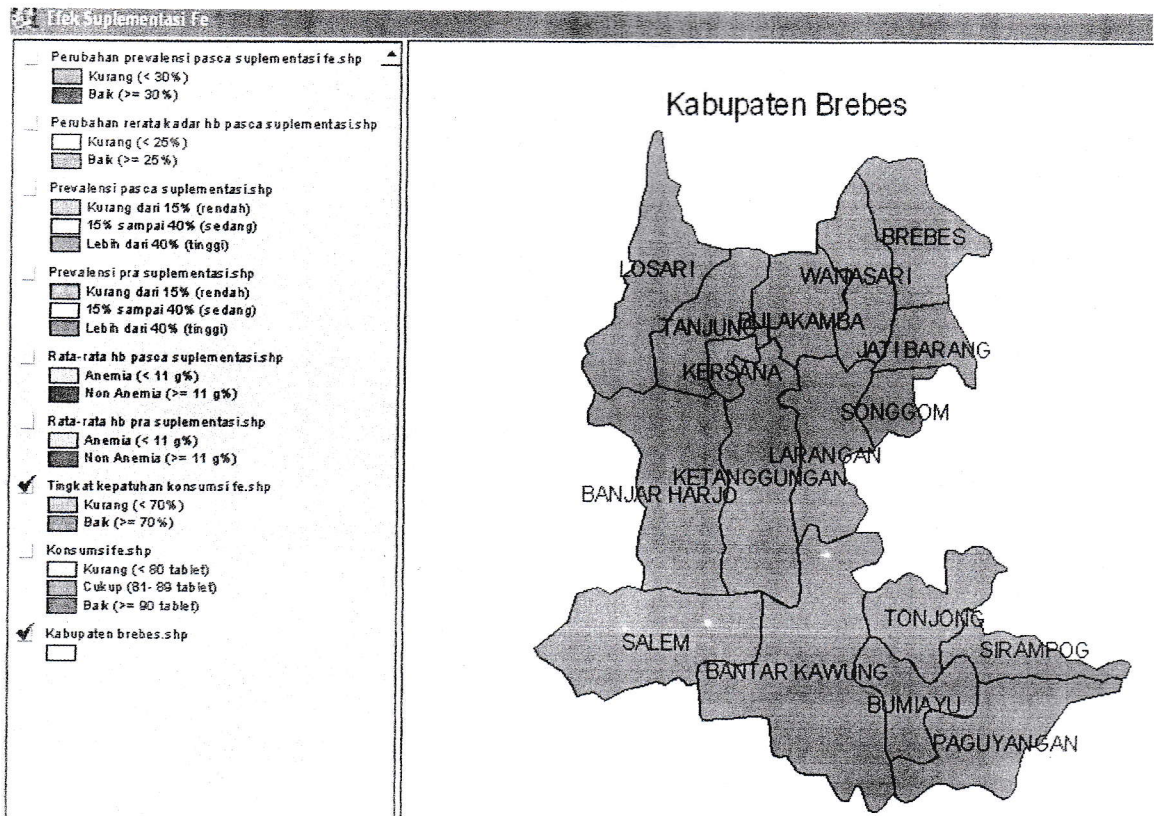 Efek Suplementasi Fe
Perubahan prevalensi pasca suplementasi fe.shp
Kurang (< 30%)
Baik (>= 30%)
Perubahan rerata kadar hb pasca suplementasi.shp
Kurang (< 25%)
Baik (>= 25%)
Prevalensi pasca suplementasi.shp
Kurang dari 15% (rendah)
15% sampai 40% (sedang)
Lebih dari 40% (tinggi)
Prevalensi pra suplementasi.shp
Kurang dari 15% (rendah)
15% sampai 40% (sedang)
Lebih dari 40% (tinggi)
Rata-rata hb pasca suplementasi.shp
Anemia (< 11 g%)
Non Anemia (>= 11 g%)
Rata-rata hb pra suplementasi.shp
Anemia (< 11 g%)
Non Anemia (>= 11 g%)
Tingkat kepatuhan konsumsi fe.shp
Kurang (< 70%)
Baik (>= 70%)
Konsumsi fe.shp
Kurang (< 80 tablet)
Cukup (81- 89 tablet)
Baik (>= 90 tablet)
Kabupaten brebes.shp
Kabupaten Brebes
BREBES
LOSARI
WANASARI
TANJUNG
BULAKAMBA
JATI BARANG
KERSANA
SONGGOM
LARANGAN
KETANGGUNGAN
BANJAR HARJO
TONJONG
SALEM
SIRAMPOG
BANTAR KAWUNG
BUMIAYU
PAGUYANGAN